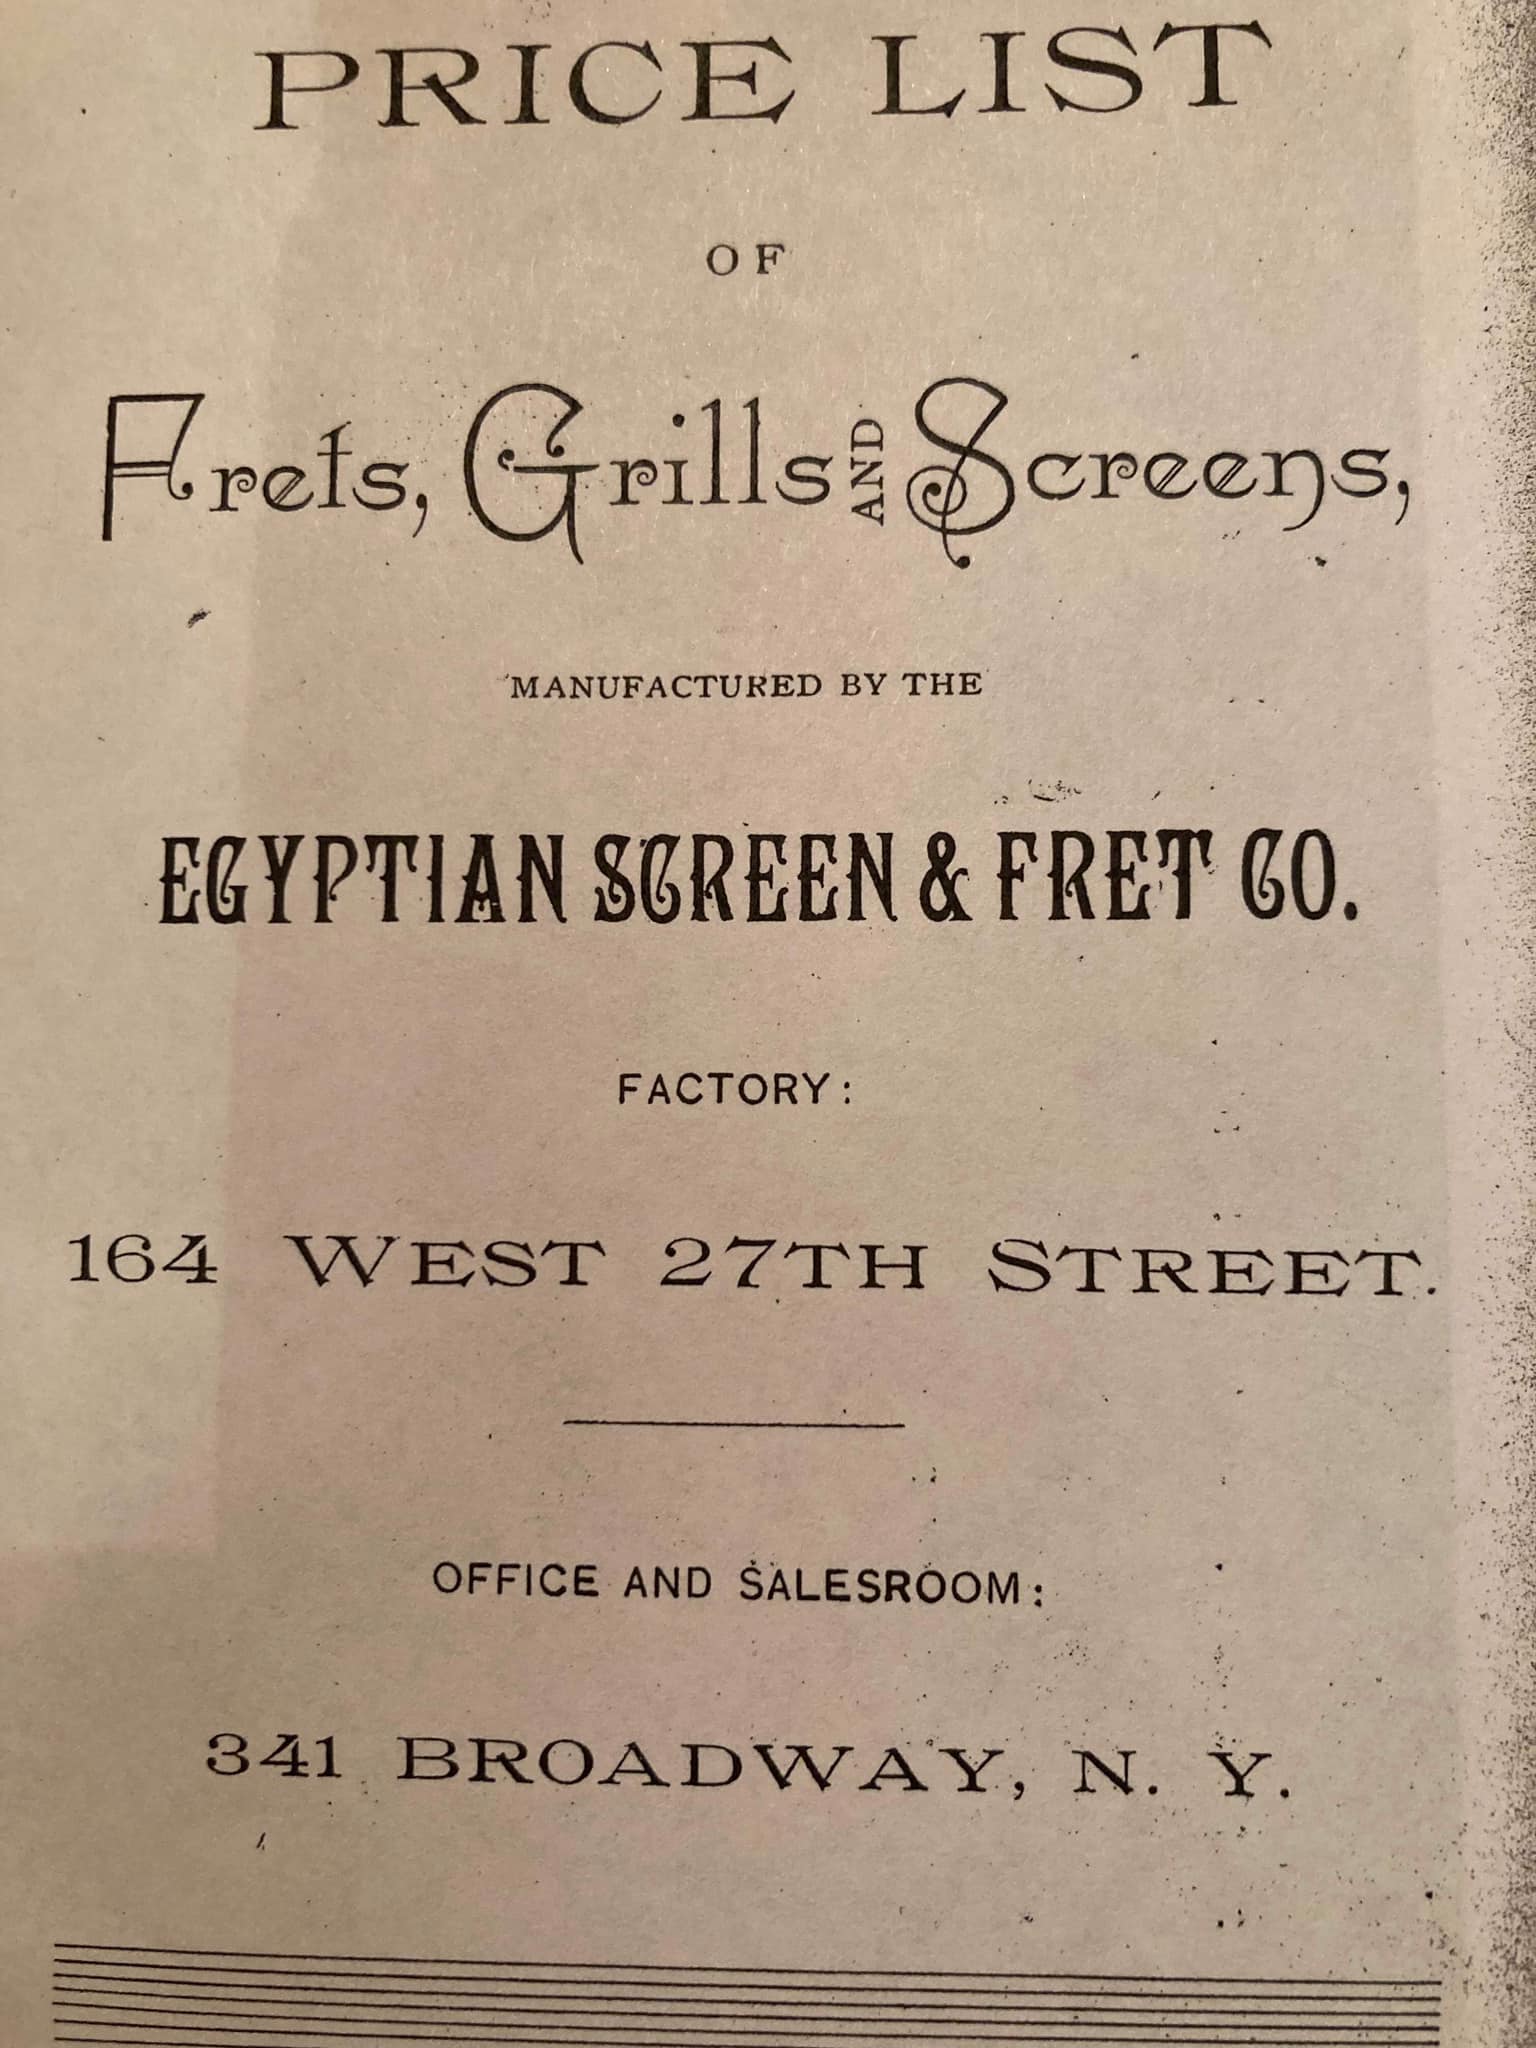 PRICE LIST
OF
Frets, Grills AND Screens,
MANUFACTURED BY THE
EGYPTIAN SCREEN & FRET CO.
FACTORY:
164 WEST 27TH STREET.
OFFICE AND SALESROOM:
341 BROADWAY, N. Y.